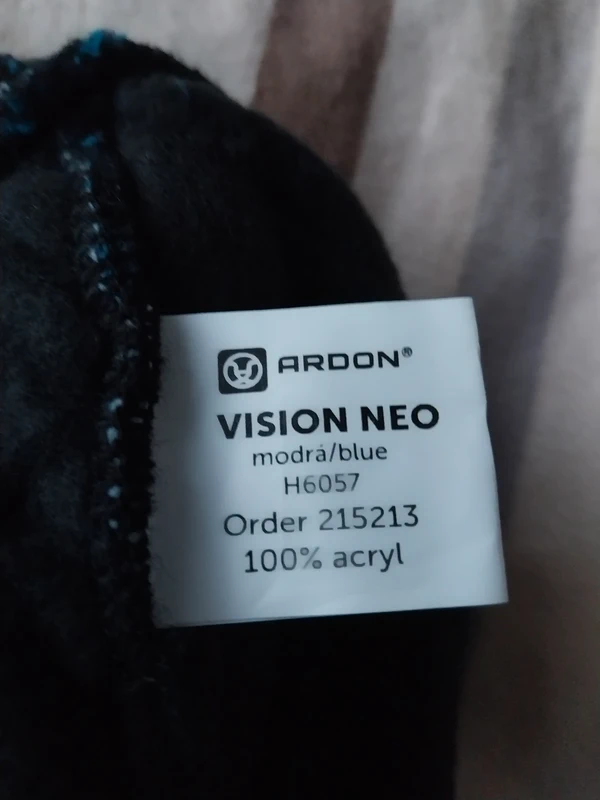 ARDON®
VISION NEO
modrá/blue
H6057
Order 215213
100% acryl